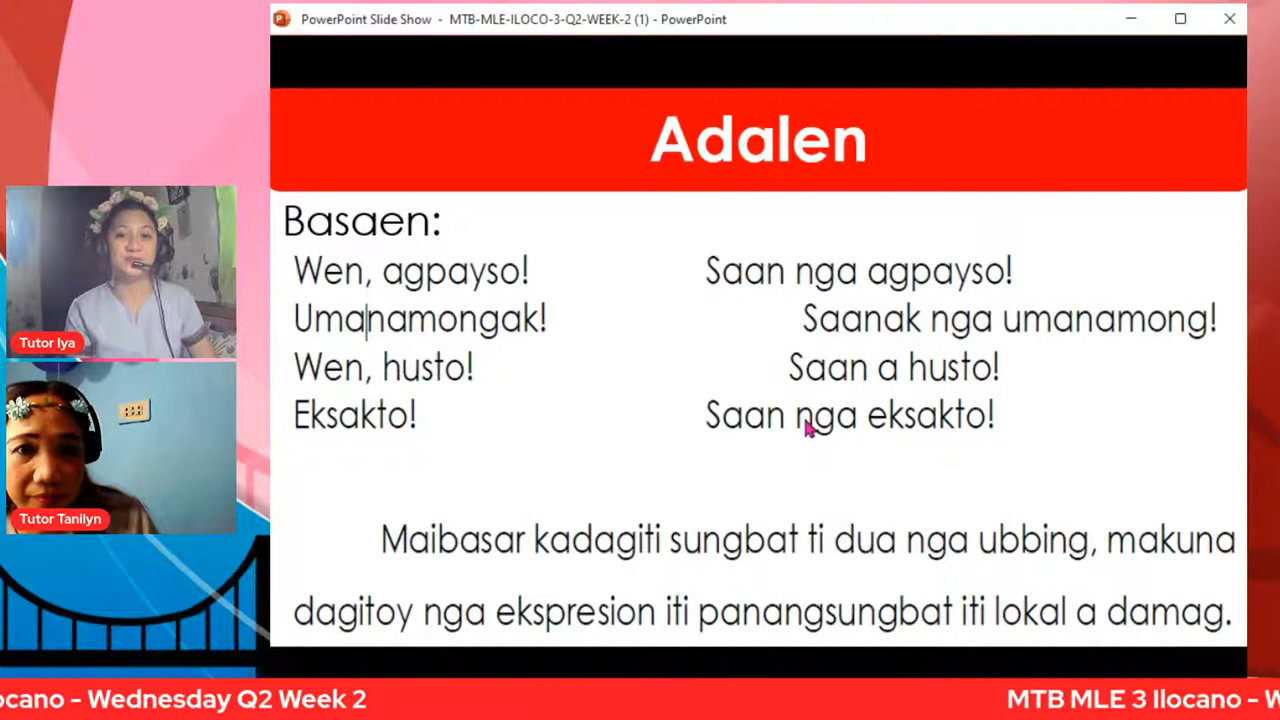 PowerPoint Slide Show - MTB-MLE-ILOCO-3-Q2-WEEK-2 (1) - PowerPoint
Adalen
Basaen:
Wen, agpayso! Saan nga agpayso!
Umanamongak! Saanak nga umanamong!
Wen, husto! Saan a husto!
Eksakto! Saan nga eksakto!
Maibasar kadagiti sungbat ti dua nga ubbing, makuna
dagitoy nga ekspresion iti panangsungbat iti lokal a damag.
Tutor Iya
Tutor Tanilyn
locano - Wednesday Q2 Week 2 MTB MLE 3 Ilocano - W